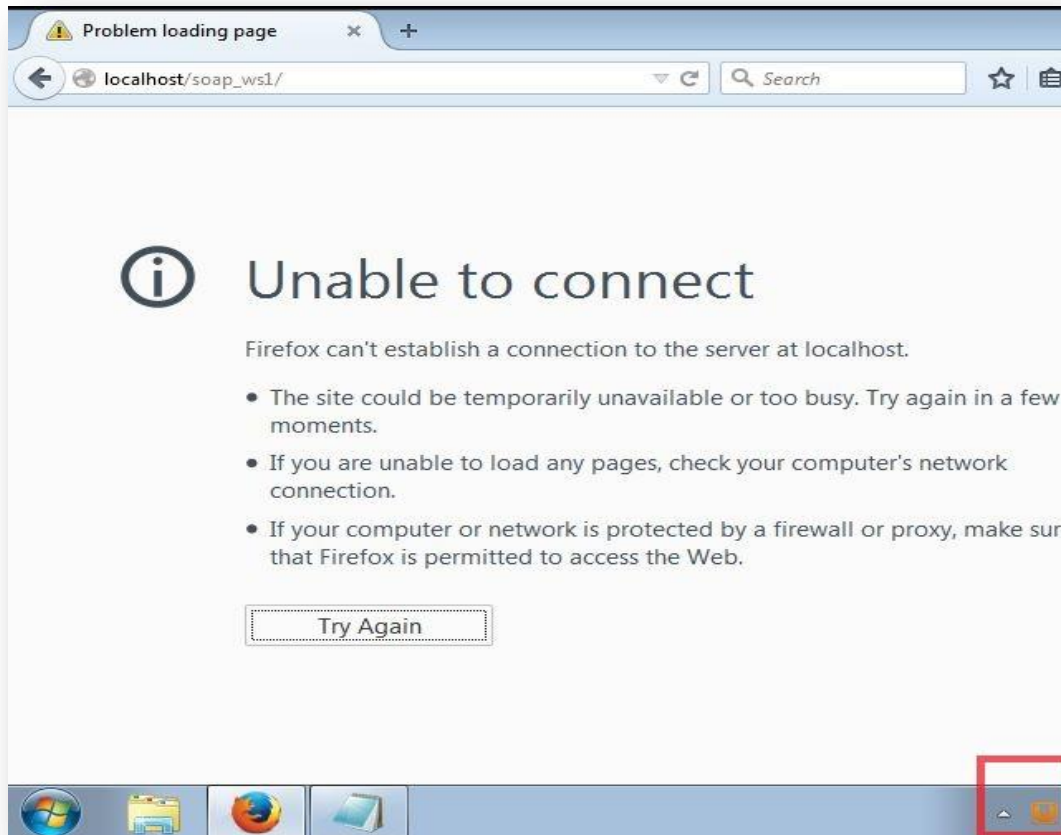 Problem loading page
localhost/soap_ws1/
Search
Unable to connect
Firefox can't establish a connection to the server at localhost.
The site could be temporarily unavailable or too busy. Try again in a few
moments.
If you are unable to load any pages, check your computer's network
connection.
If your computer or network is protected by a firewall or proxy, make sur
that Firefox is permitted to access the Web.
Try Again